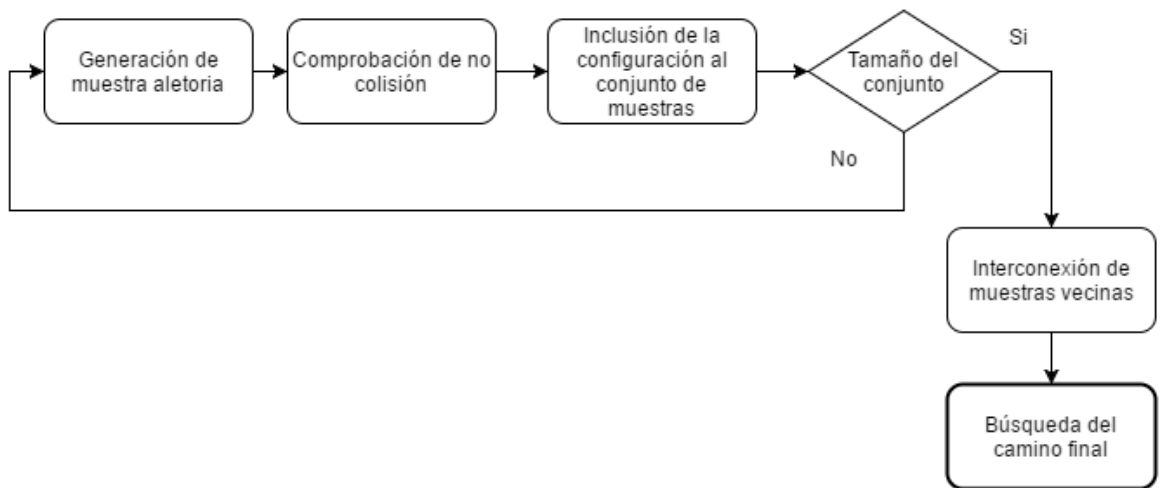 Generación de
muestra aletoria
Comprobación de no
colisión
Inclusión de la
configuración al
conjunto de
muestras
Tamaño del
conjunto
Si
No
Interconexión de
muestras vecinas
Búsqueda del
camino final